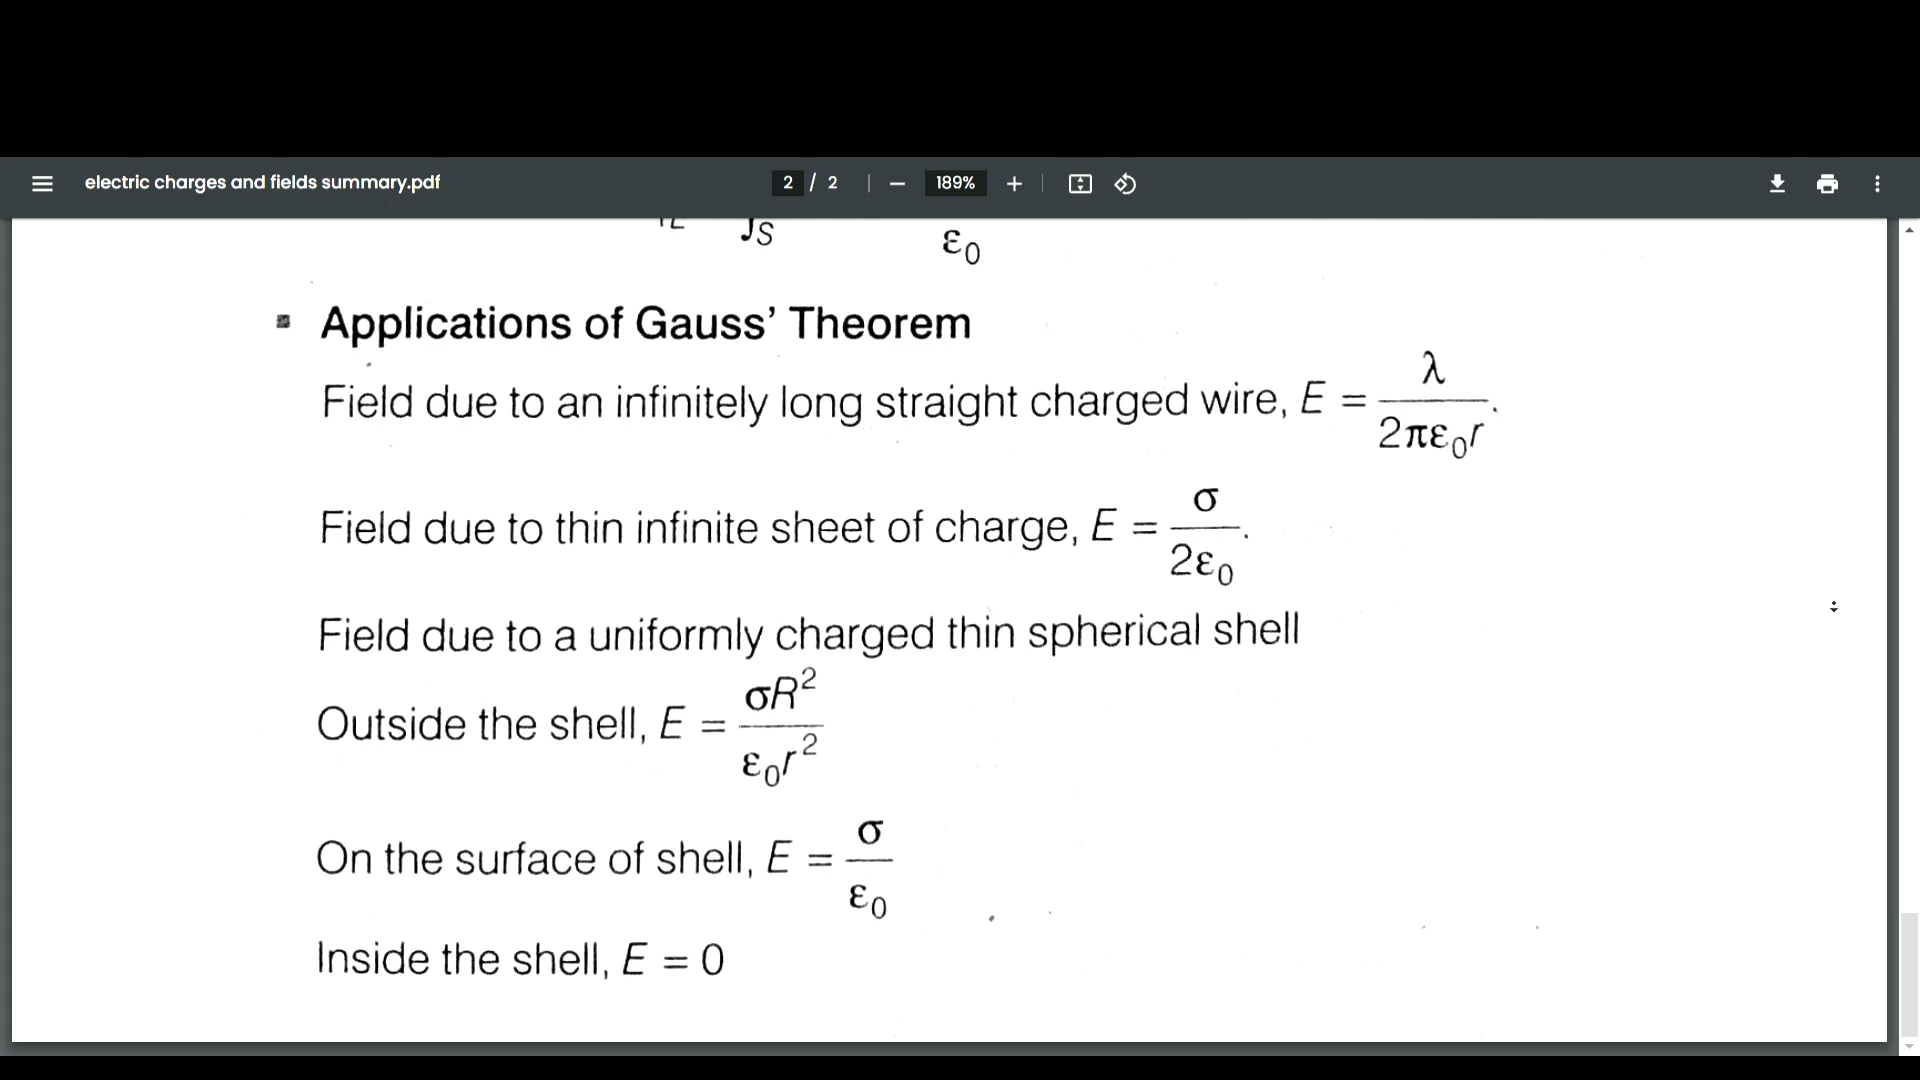 electric charges and fields summary.pdf
2 / 2
189%
∫S
ε0
▪ Applications of Gauss’ Theorem
Field due to an infinitely long straight charged wire, E = λ / 2πε0r.
Field due to thin infinite sheet of charge, E = σ / 2ε0.
Field due to a uniformly charged thin spherical shell
Outside the shell, E = σR² / ε0r²
On the surface of shell, E = σ / ε0
Inside the shell, E = 0